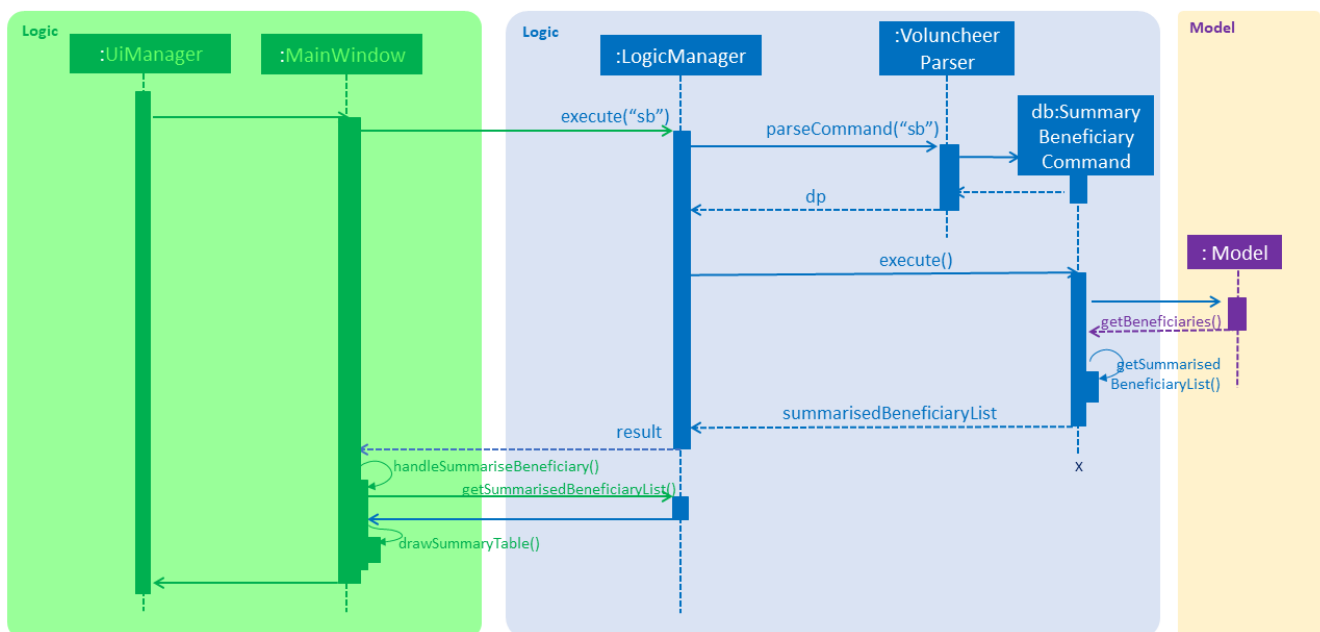 Logic
Logic
Model
:UiManager
:MainWindow
:LogicManager
:Voluncheer
Parser
db:Summary
Beneficiary
Command
execute(“sb”)
parseCommand(“sb”)
dp
: Model
execute()
getBeneficiaries()
getSummarised
BeneficiaryList()
summarisedBeneficiaryList
result
handleSummariseBeneficiary()
x
getSummarisedBeneficiaryList()
drawSummaryTable()